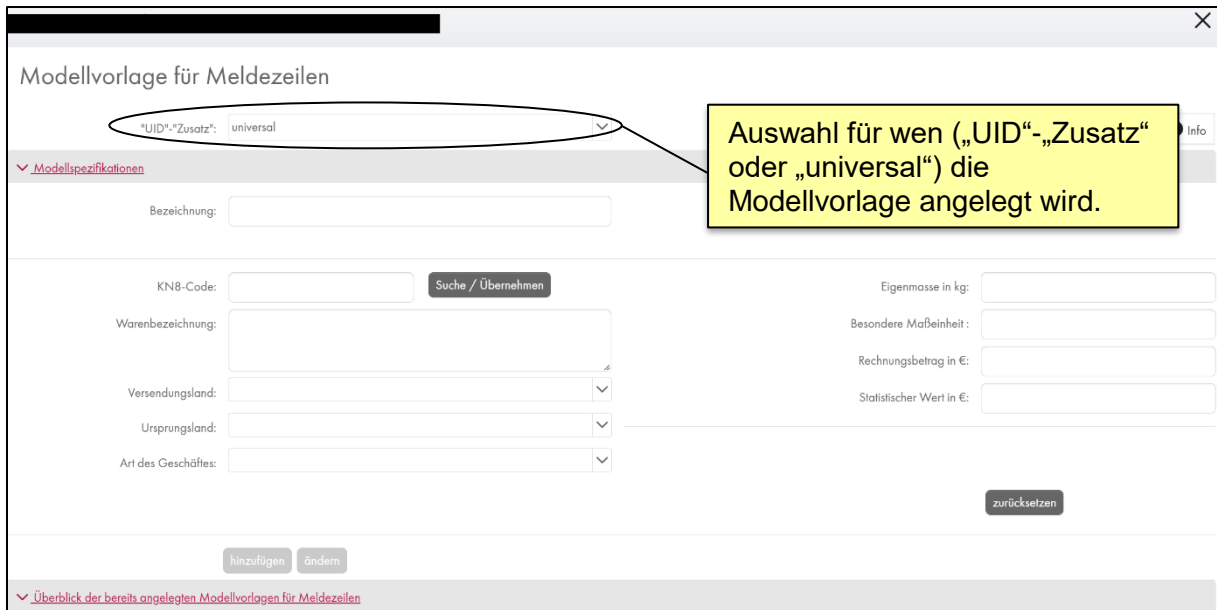 Modellvorlage für Meldezeilen
"UID"-"Zusatz": universal
Auswahl für wen („UID“-„Zusatz“
oder „universal“) die
Modellvorlage angelegt wird.
Info
Modellspezifikationen
Bezeichnung:
KN8-Code:
Suche / Übernehmen
Warenbezeichnung:
Versendungsland:
Ursprungsland:
Art des Geschäftes:
Eigenmasse in kg:
Besondere Maßeinheit :
Rechnungsbetrag in €:
Statistischer Wert in €:
zurücksetzen
hinzufügen ändern
Überblick der bereits angelegten Modellvorlagen für Meldezeilen